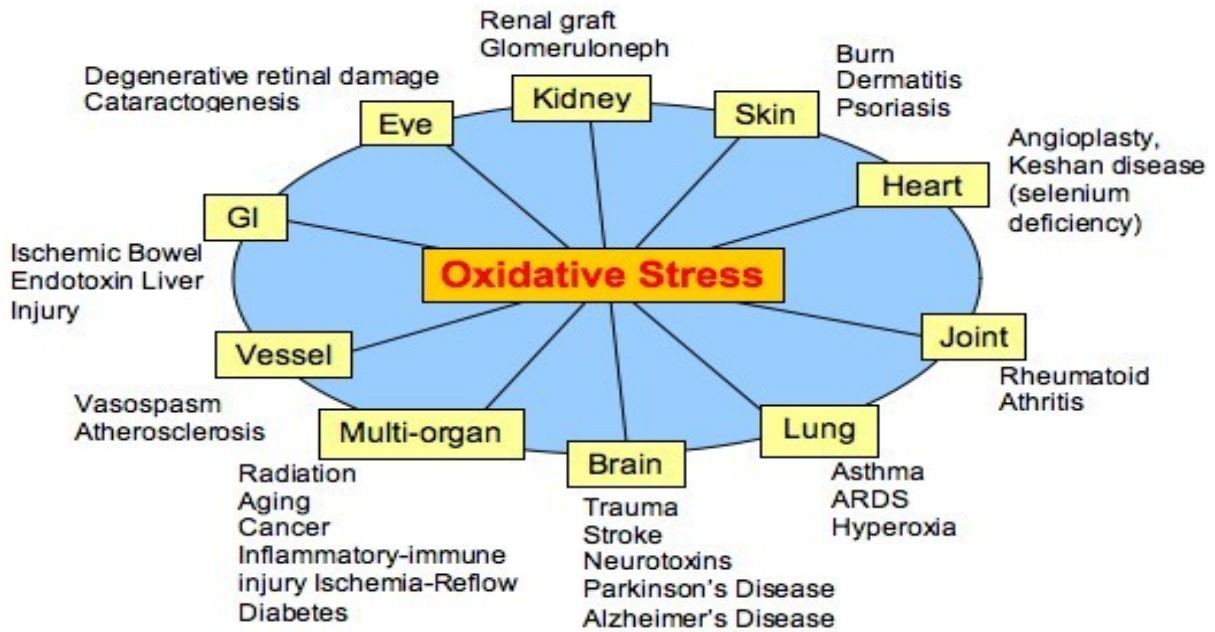 Renal graft
Glomeruloneph
Kidney
Degenerative retinal damage
Cataractogenesis
Eye
Burn
Dermatitis
Psoriasis
Skin
Angioplasty,
Keshan disease
(selenium
deficiency)
Heart
GI
Ischemic Bowel
Endotoxin Liver
Injury
Oxidative Stress
Vessel
Vasospasm
Atherosclerosis
Joint
Rheumatoid
Athritis
Multi-organ
Radiation
Aging
Cancer
Inflammatory-immune
injury Ischemia-Reflow
Diabetes
Brain
Trauma
Stroke
Neurotoxins
Parkinson's Disease
Alzheimer's Disease
Lung
Asthma
ARDS
Hyperoxia